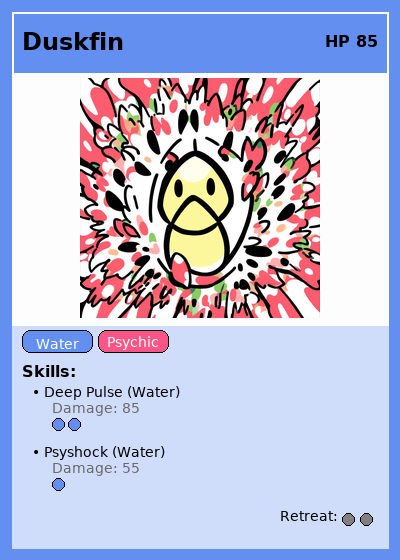 Duskfin
HP 85
Water
Psychic
Skills:
• Deep Pulse (Water)
Damage: 85
• Psyshock (Water)
Damage: 55
Retreat: